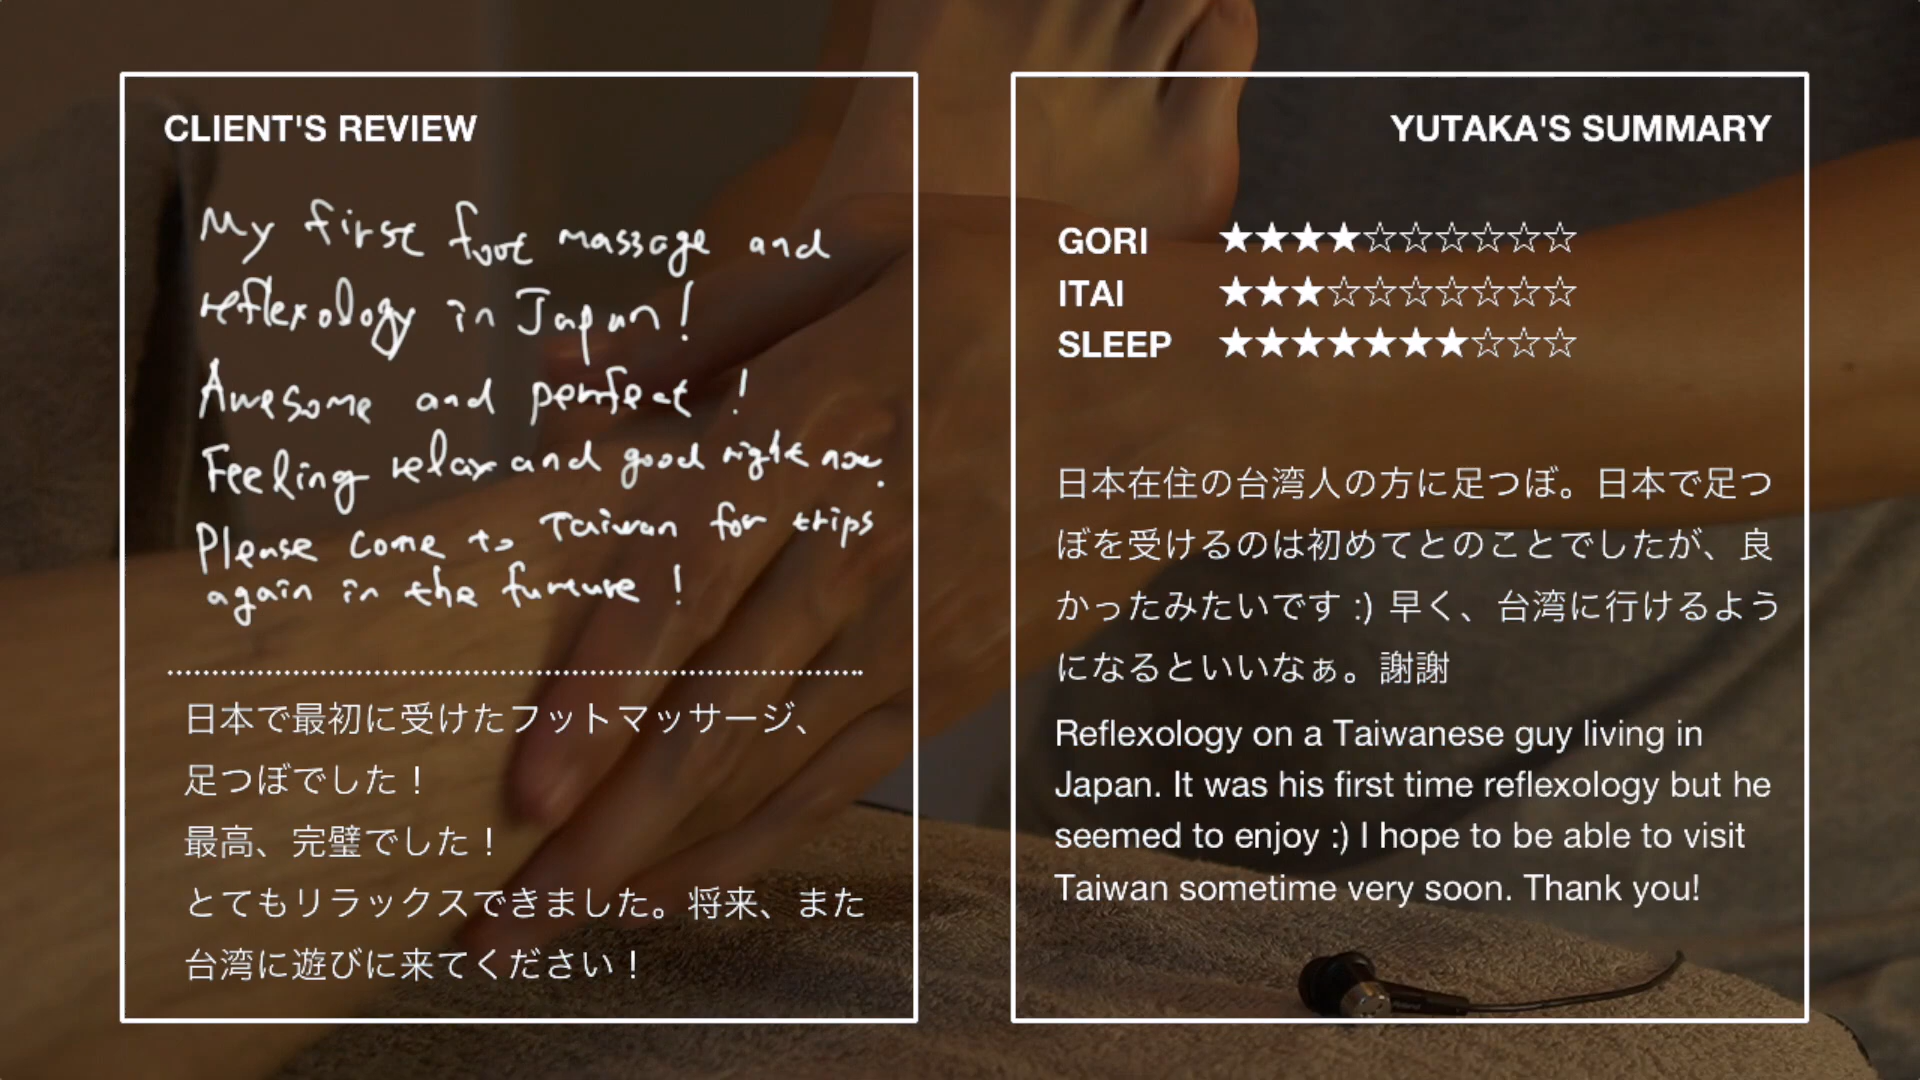 CLIENT'S REVIEW
My first foot massage and
reflexology in Japan!
Awesome and perfect!
Feeling relax and good right now.
Please come to Taiwan for trips
again in the furture!
日本で最初に受けたフットマッサージ、
足つぼでした！
最高、完璧でした！
とてもリラックスできました。将来、また
台湾に遊びに来てください！
YUTAKA'S SUMMARY
GORI ★★★★☆☆☆☆☆☆
ITAI ★★★☆☆☆☆☆☆☆
SLEEP ★★★★★★★☆☆☆
日本在住の台湾人の方に足つぼ。日本で足つ
ぼを受けるのは初めてとのことでしたが、良
かったみたいです :) 早く、台湾に行けるよう
になるといいなぁ。謝謝
Reflexology on a Taiwanese guy living in
Japan. It was his first time reflexology but he
seemed to enjoy :) I hope to be able to visit
Taiwan sometime very soon. Thank you!